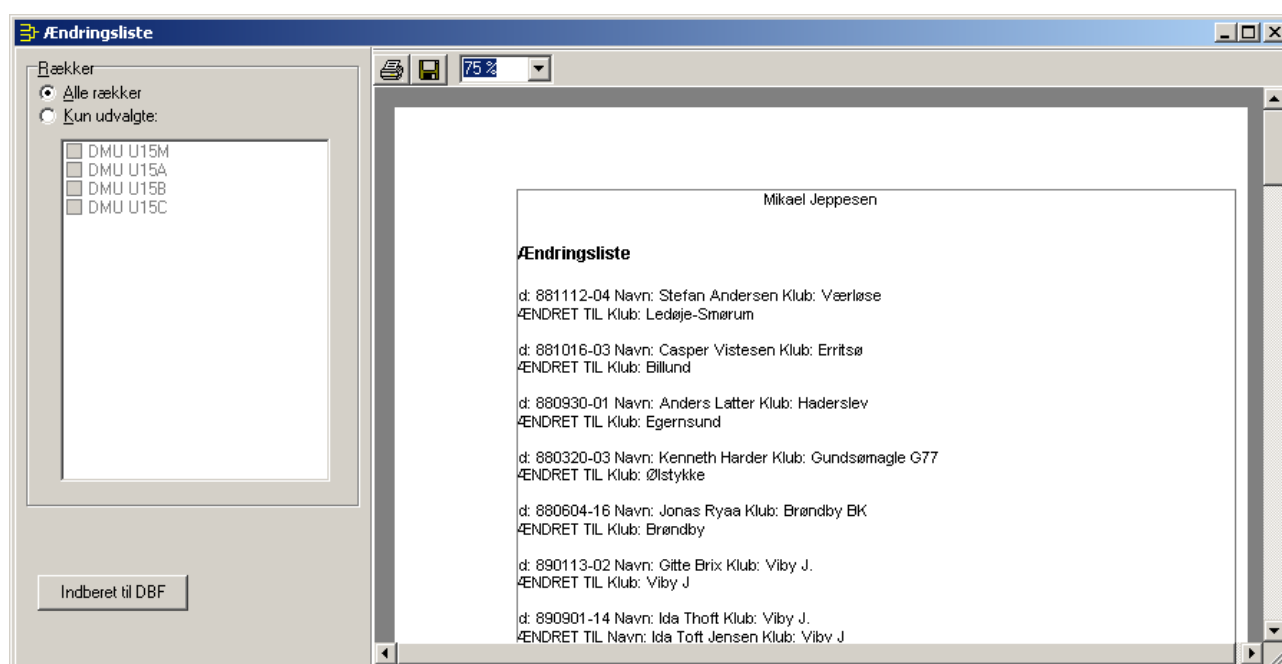 Ændringsliste
Rækker
Alle rækker
Kun udvalgte:
DMU U15M
DMU U15A
DMU U15B
DMU U15C
Indberet til DBF
75 %
Mikael Jeppesen
Ændringsliste
d: 881112-04 Navn: Stefan Andersen Klub: Værløse
ÆNDRET TIL Klub: Ledøje-Smørum
d: 881016-03 Navn: Casper Vistesen Klub: Erritsø
ÆNDRET TIL Klub: Billund
d: 880930-01 Navn: Anders Latter Klub: Haderslev
ÆNDRET TIL Klub: Egernsund
d: 880320-03 Navn: Kenneth Harder Klub: Gundsømagle G77
ÆNDRET TIL Klub: Ølstykke
d: 880604-16 Navn: Jonas Ryaa Klub: Brøndby BK
ÆNDRET TIL Klub: Brøndby
d: 890113-02 Navn: Gitte Brix Klub: Viby J.
ÆNDRET TIL Klub: Viby J
d: 890901-14 Navn: Ida Thoft Klub: Viby J.
ÆNDRET TIL Navn: Ida Toft Jensen Klub: Viby J